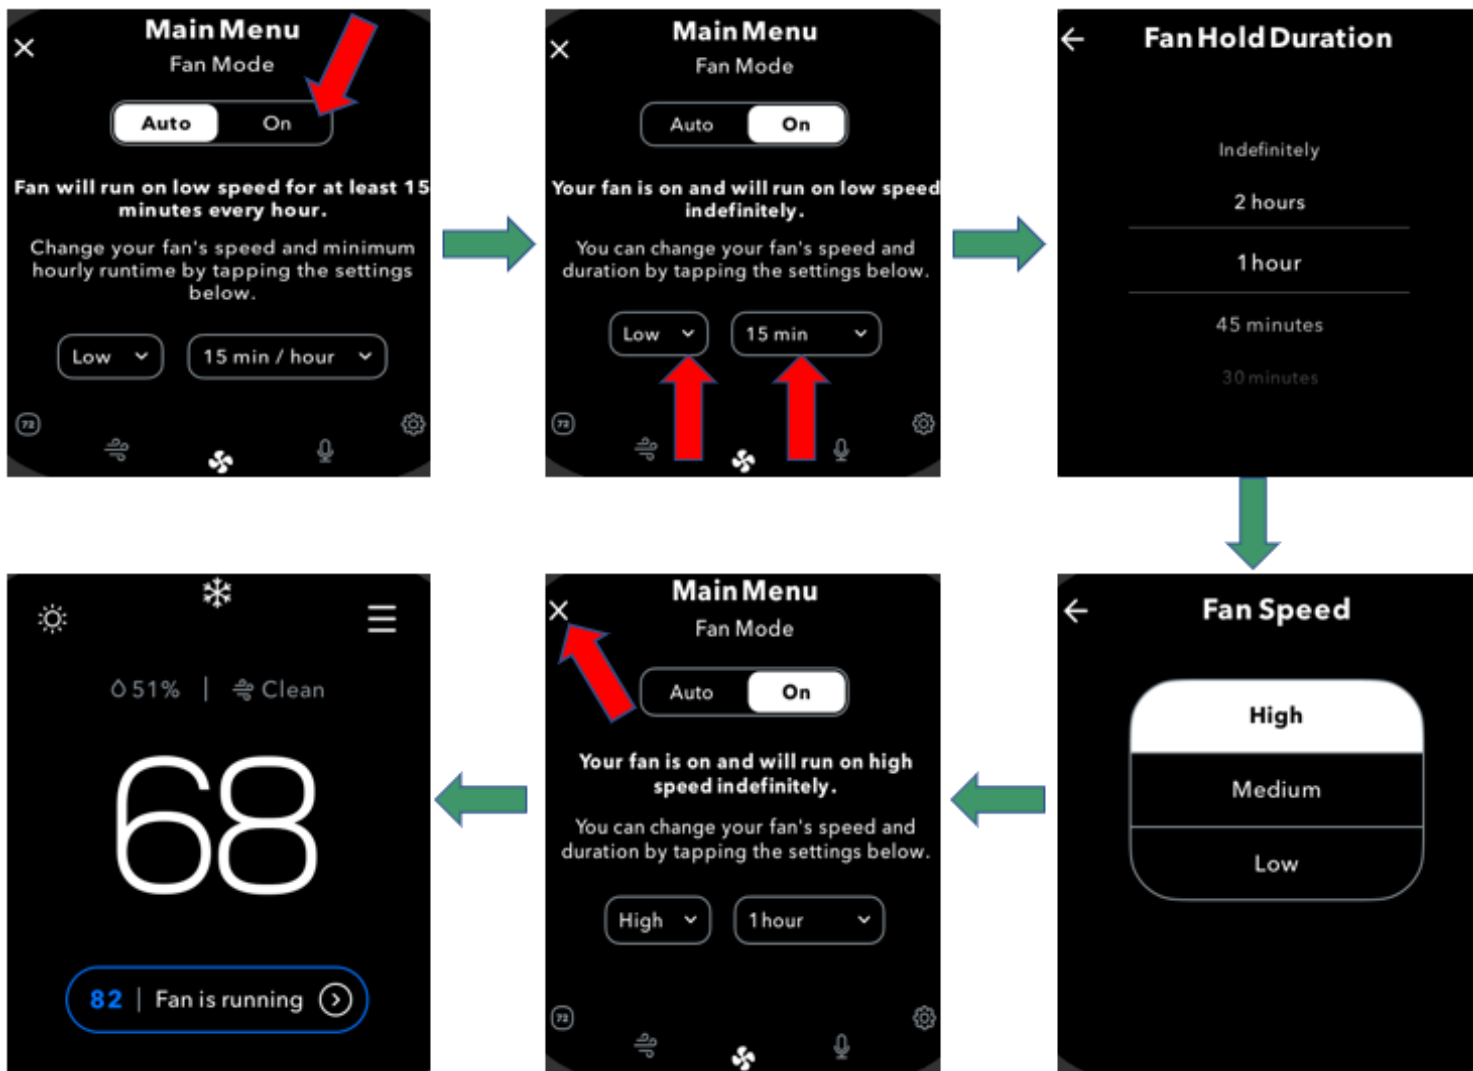 Main Menu
Fan Mode
Auto On
Fan will run on low speed for at least 15
minutes every hour.
Change your fan's speed and minimum
hourly runtime by tapping the settings
below.
Low 15 min / hour
72
Main Menu
Fan Mode
Auto On
Your fan is on and will run on low speed
indefinitely.
You can change your fan's speed and
duration by tapping the settings below.
Low 15 min
72
Fan Hold Duration
Indefinitely
2 hours
1 hour
45 minutes
30 minutes
Fan Speed
High
Medium
Low
Main Menu
Fan Mode
Auto On
Your fan is on and will run on high
speed indefinitely.
You can change your fan's speed and
duration by tapping the settings below.
High 1 hour
72
51% | Clean
68
82 | Fan is running